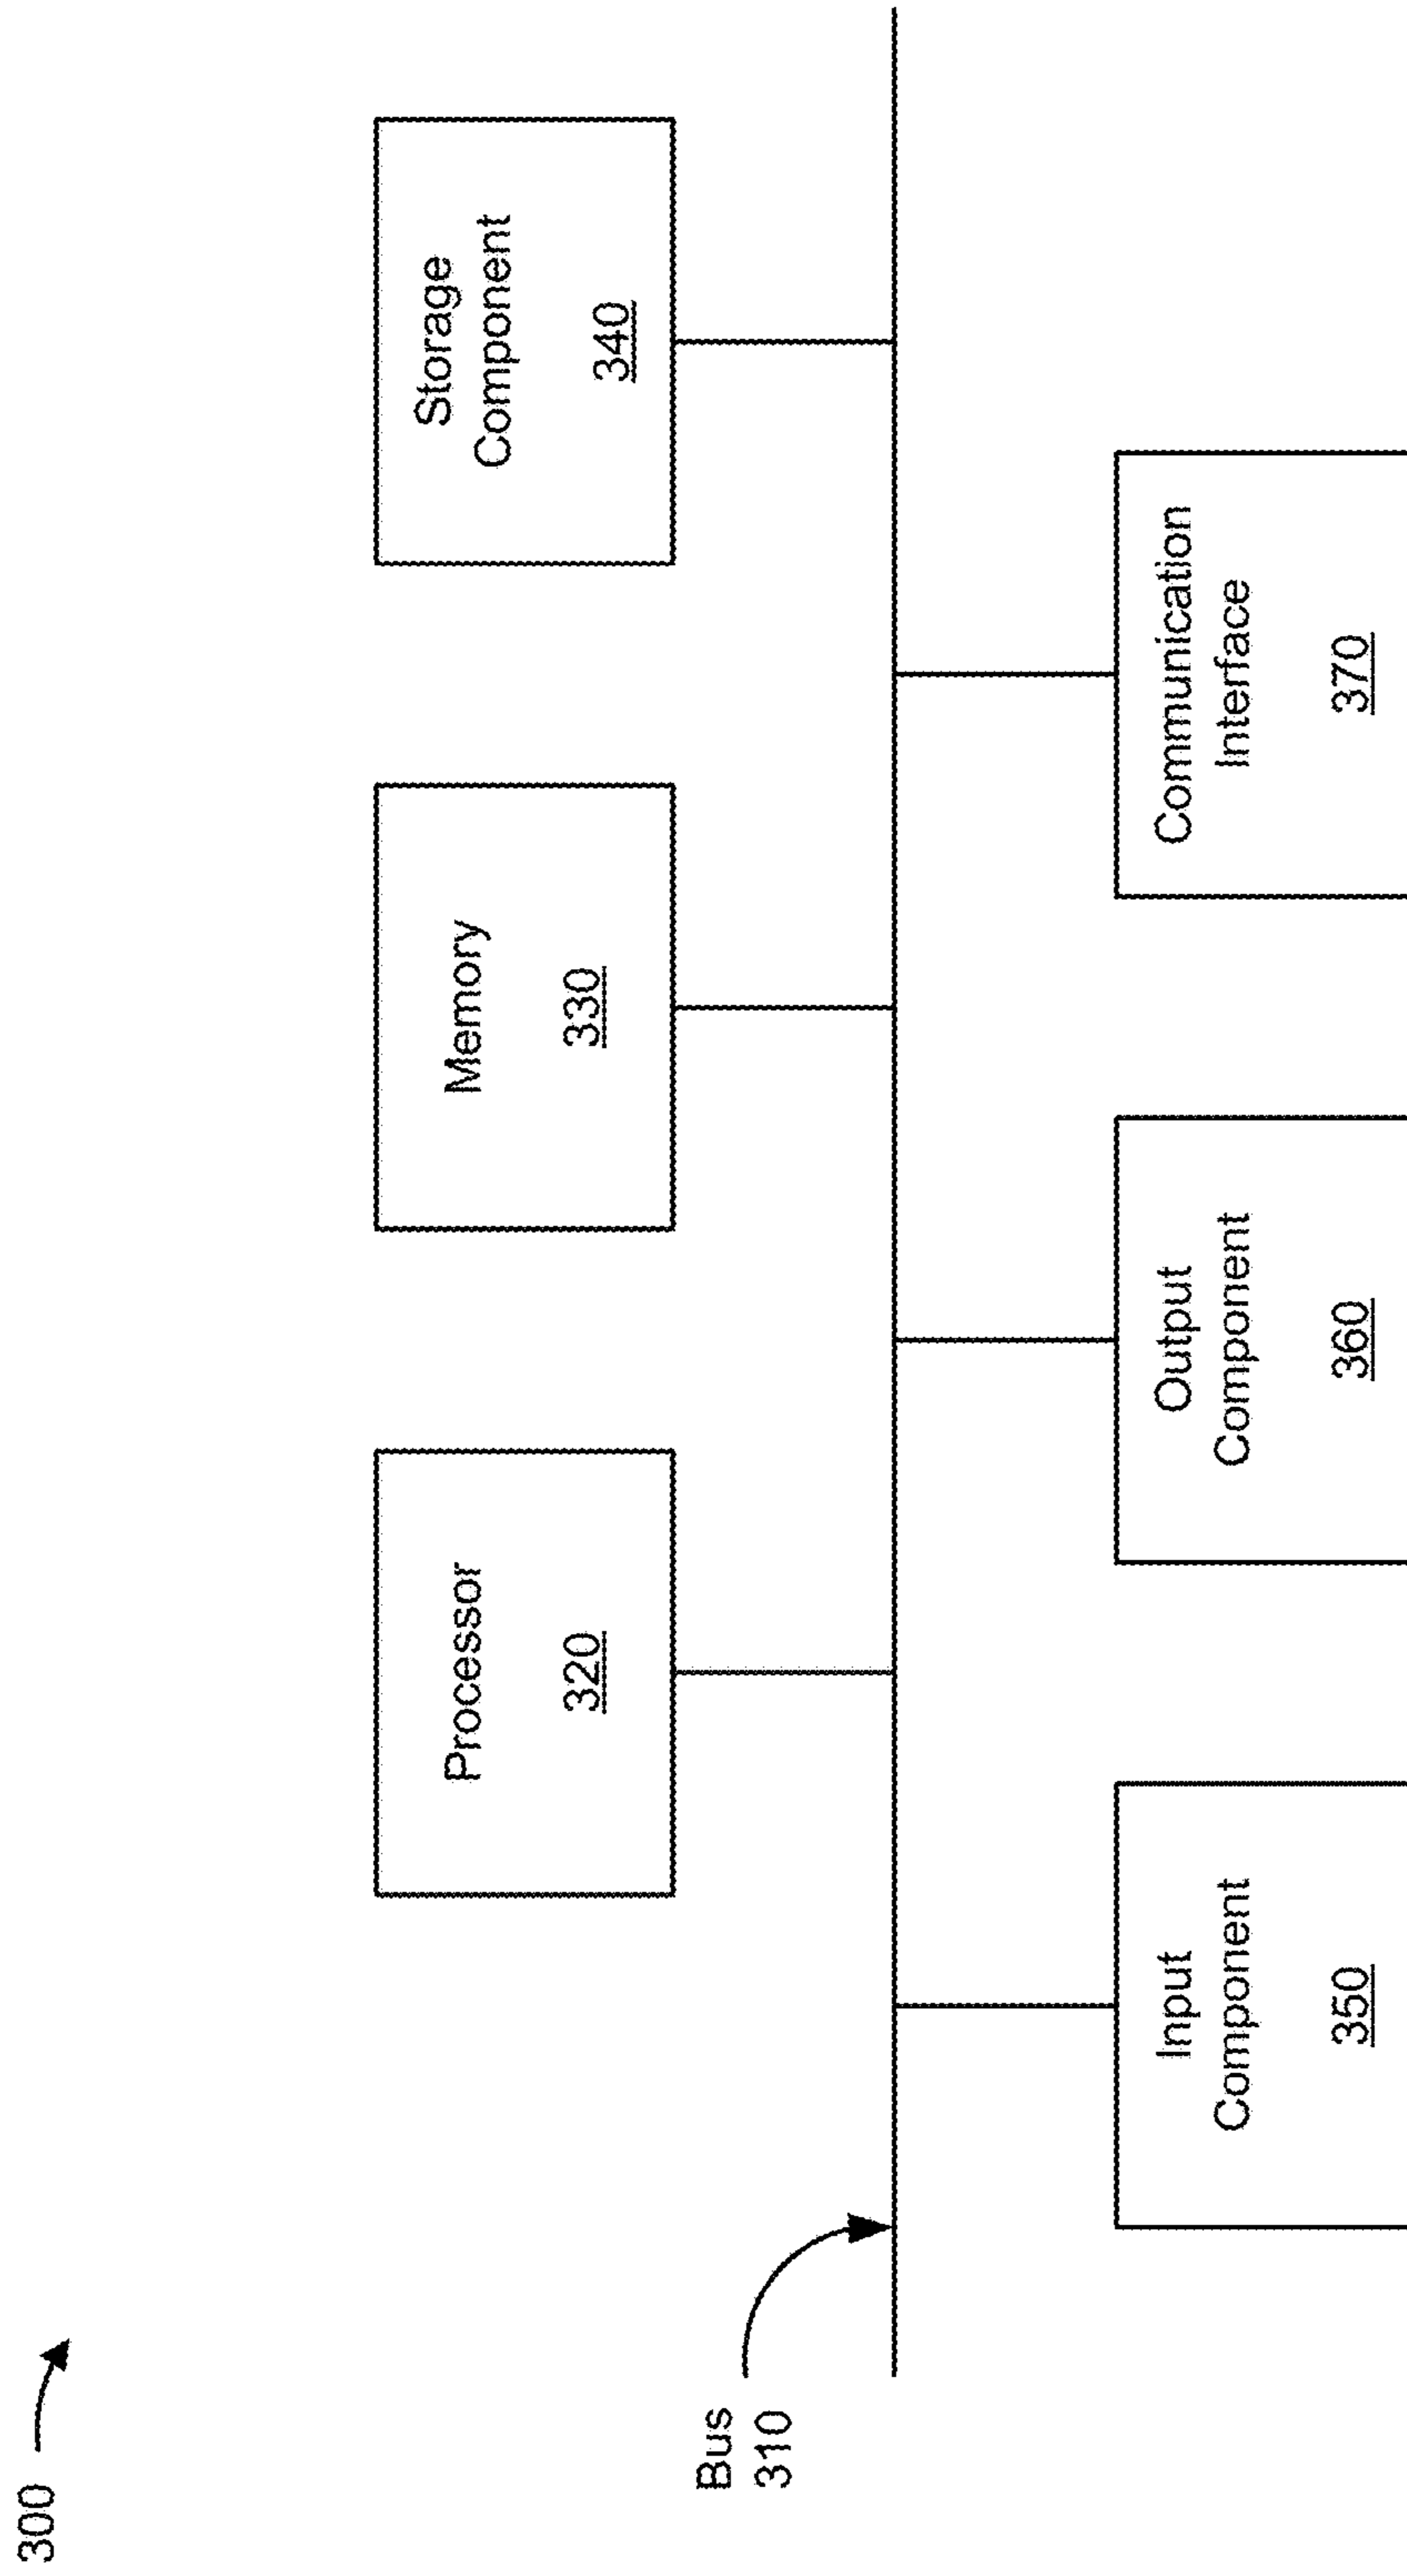 300
Processor
320
Memory
330
Storage
Component
340
Bus
310
Input
Component
350
Output
Component
360
Communication
Interface
370